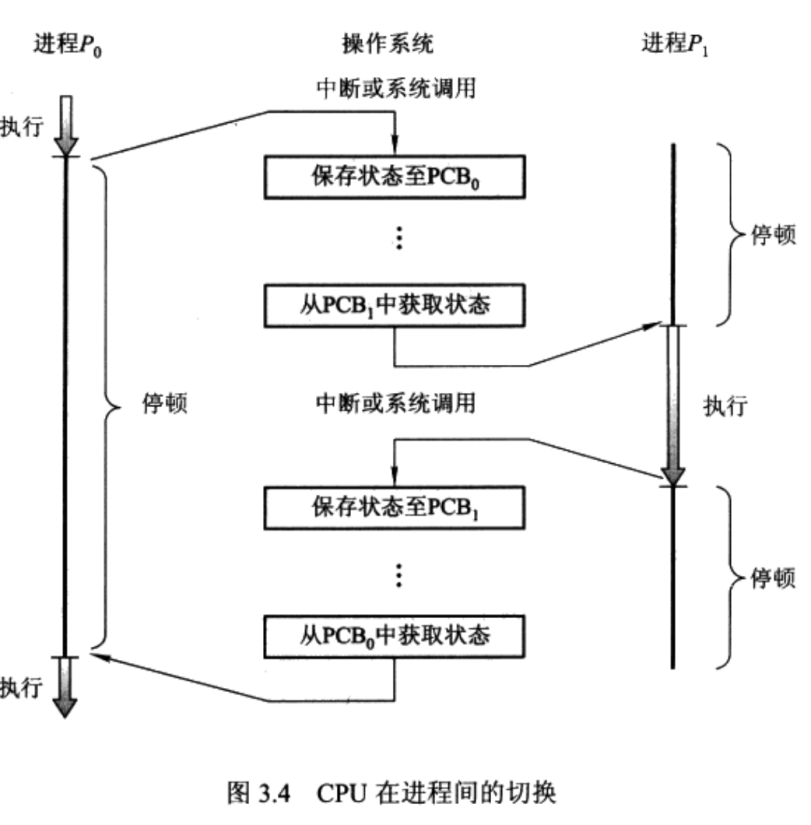 进程P₀
操作系统
进程P₁
中断或系统调用
执行
保存状态至PCB₀
停顿
从PCB₁中获取状态
停顿
中断或系统调用
执行
保存状态至PCB₁
停顿
从PCB₀中获取状态
执行
图 3.4 CPU 在进程间的切换